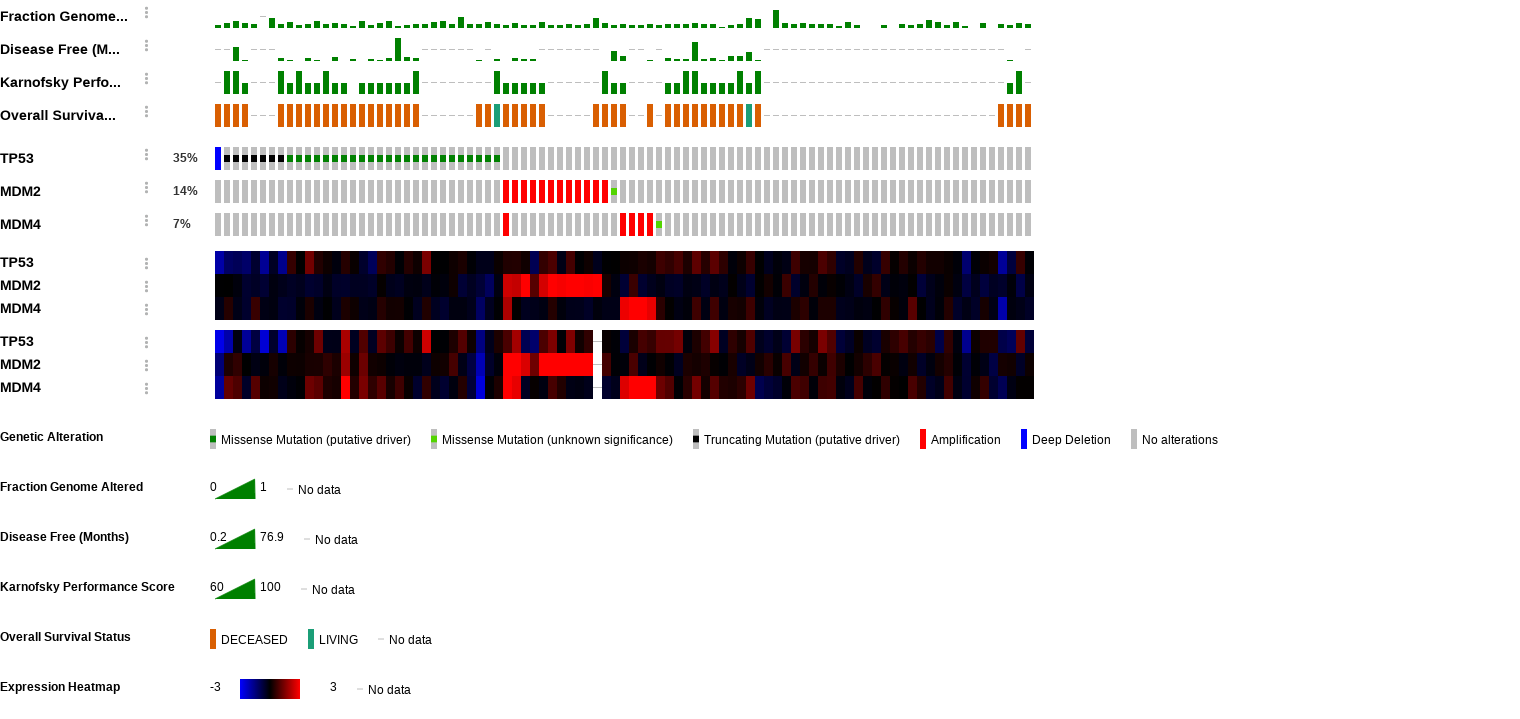 Fraction Genome...
Disease Free (M...
Karnofsky Perfo...
Overall Surviva...
TP53 35%
MDM2 14%
MDM4 7%
TP53
MDM2
MDM4
TP53
MDM2
MDM4
Genetic Alteration Missense Mutation (putative driver) Missense Mutation (unknown significance) Truncating Mutation (putative driver) Amplification Deep Deletion No alterations
Fraction Genome Altered 0 1 No data
Disease Free (Months) 0.2 76.9 No data
Karnofsky Performance Score 60 100 No data
Overall Survival Status DECEASED LIVING No data
Expression Heatmap -3 3 No data